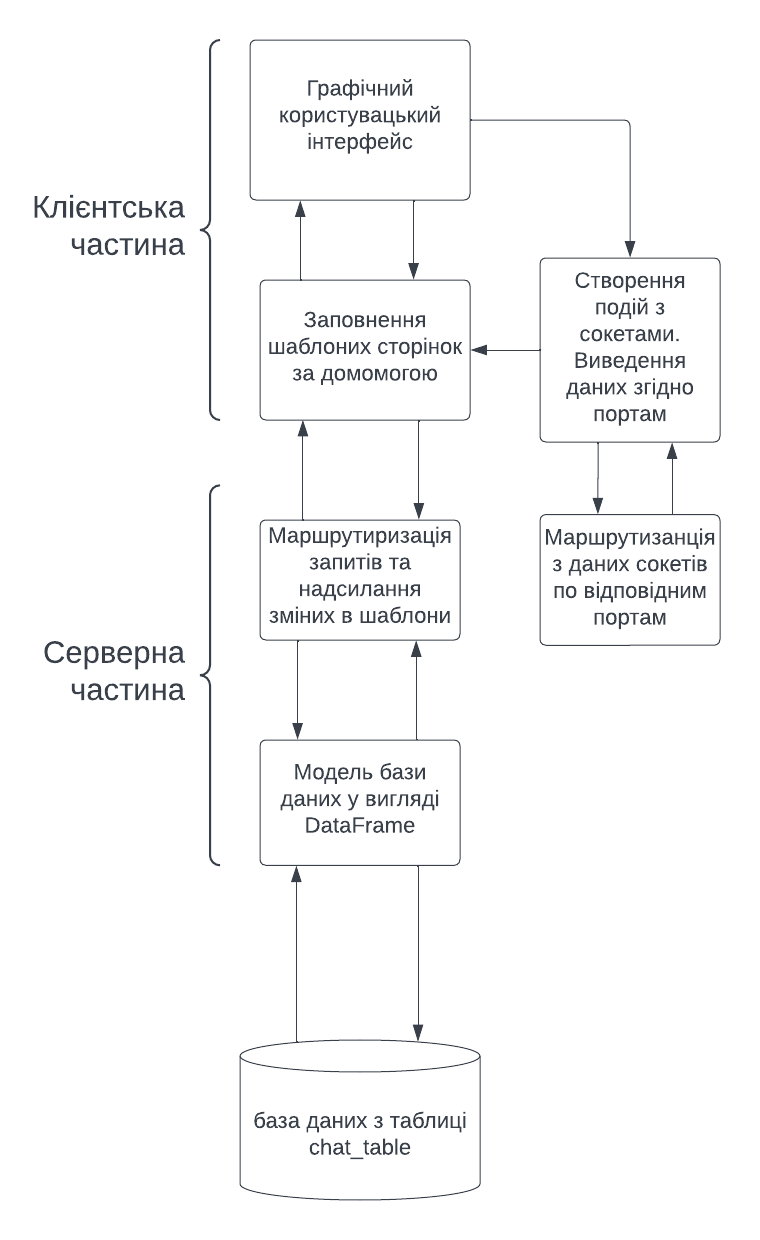 Графічний
користувацький
інтерфейс
Клієнтська
частина
Створення
подій з
сокетами.
Виведення
даних згідно
портам
Заповнення
шаблоних сторінок
за домомогою
Маршрутиризація
запитів та
надсилання
зміних в шаблони
Маршрутизанція
з даних сокетів
по відповідним
портам
Серверна
частина
Модель бази
даних у вигляді
DataFrame
база даних з таблиці
chat_table